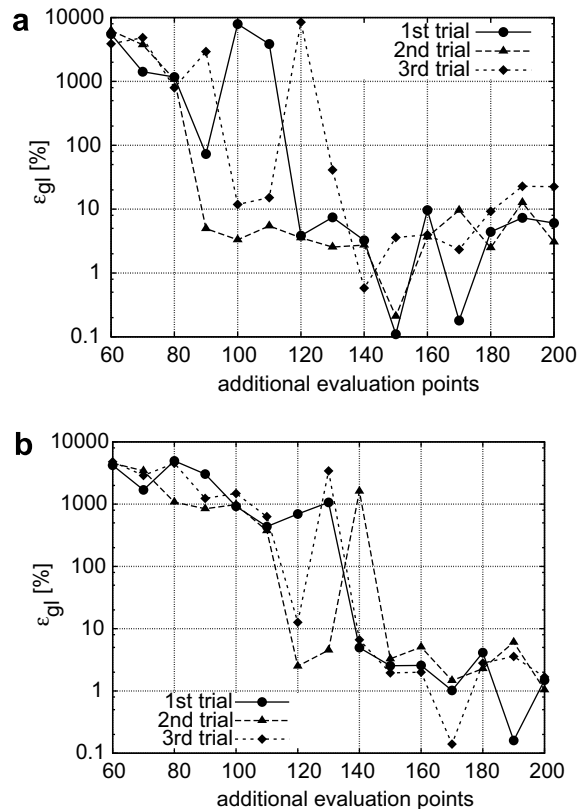 a
10000
1000
100
10
1
0.1
εgl [%]
1st trial
2nd trial
3rd trial
60 80 100 120 140 160 180 200
additional evaluation points
b
10000
1000
100
10
1
0.1
εgl [%]
1st trial
2nd trial
3rd trial
60 80 100 120 140 160 180 200
additional evaluation points